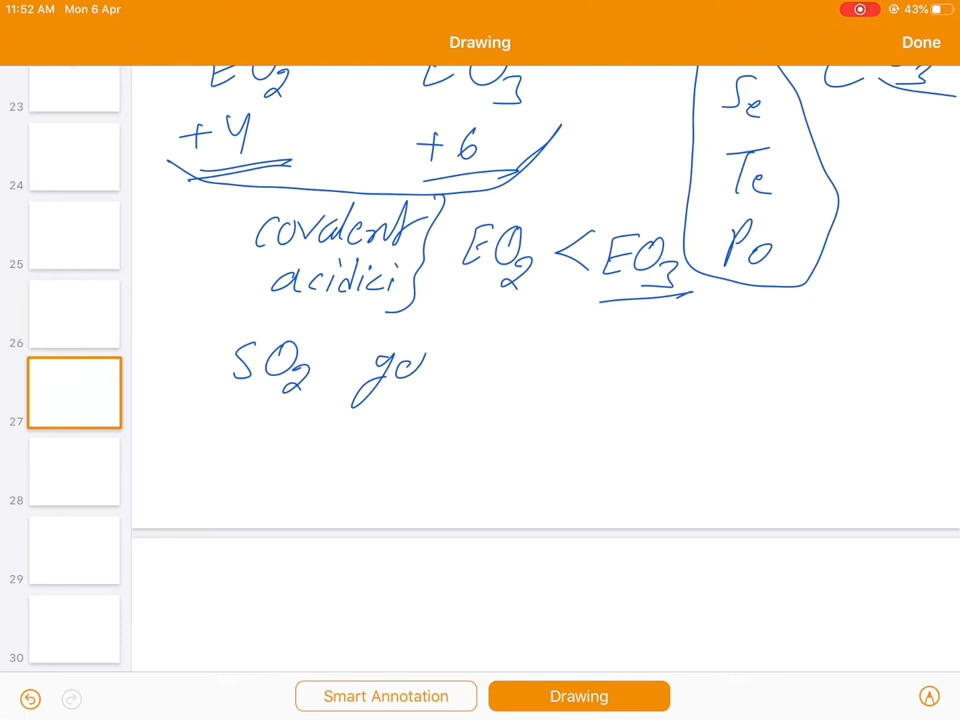 11:52 AM Mon 6 Apr 43%
Drawing Done
EO2 EO3
+4 +6
Se
Te
Po
covalent
acidici
EO2 < EO3
SO2 ga
23
24
25
26
27
28
29
30
Smart Annotation Drawing